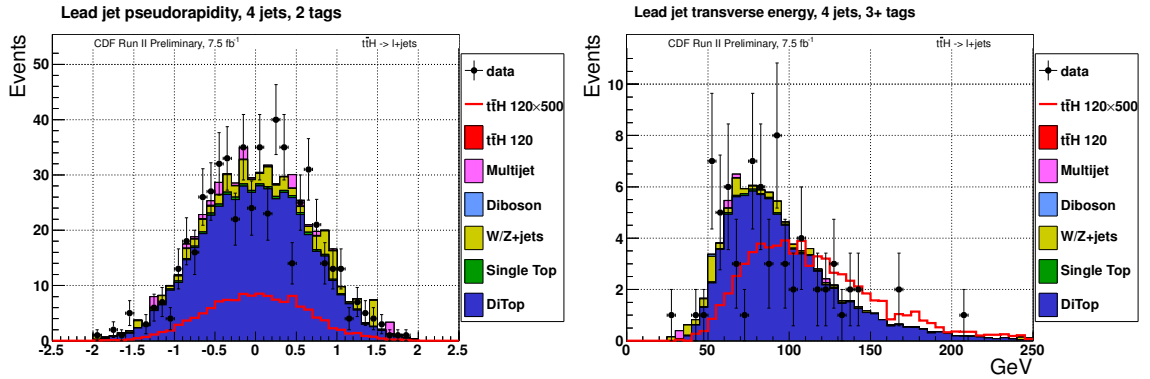 Lead jet pseudorapidity, 4 jets, 2 tags
CDF Run II Preliminary, 7.5 fb⁻¹
tt̄H -> l+jets
Events
50
40
30
20
10
0
-2.5 -2 -1.5 -1 -0.5 0 0.5 1 1.5 2 2.5
data
tt̄H 120×500
tt̄H 120
Multijet
Diboson
W/Z+jets
Single Top
DiTop
Lead jet transverse energy, 4 jets, 3+ tags
CDF Run II Preliminary, 7.5 fb⁻¹
tt̄H -> l+jets
Events
10
8
6
4
2
0
0 50 100 150 200 250
GeV
data
tt̄H 120×500
tt̄H 120
Multijet
Diboson
W/Z+jets
Single Top
DiTop